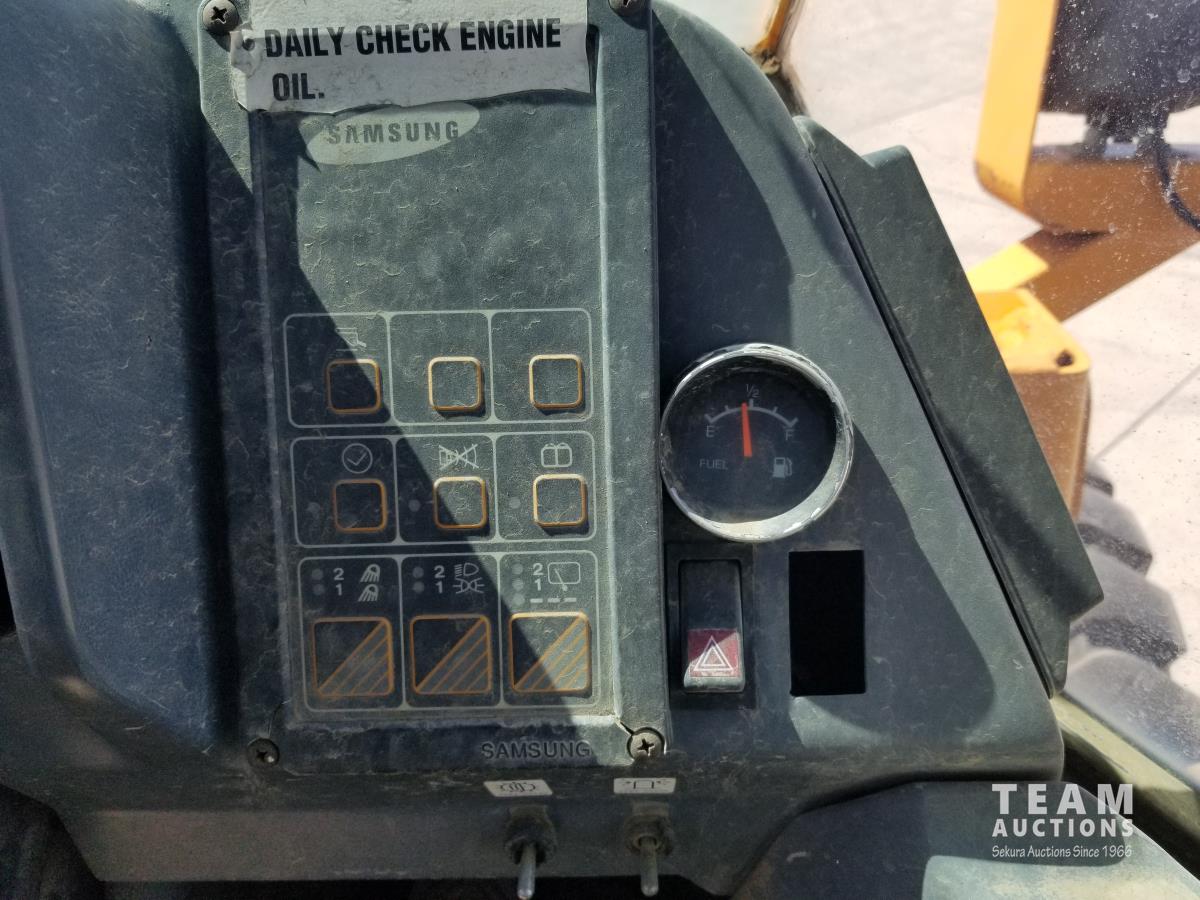 DAILY CHECK ENGINE
OIL.
SAMSUNG
1/2
E
F
FUEL
2
1
2
1
2
1
SAMSUNG
TEAM
AUCTIONS
Sekura Auctions Since 1966